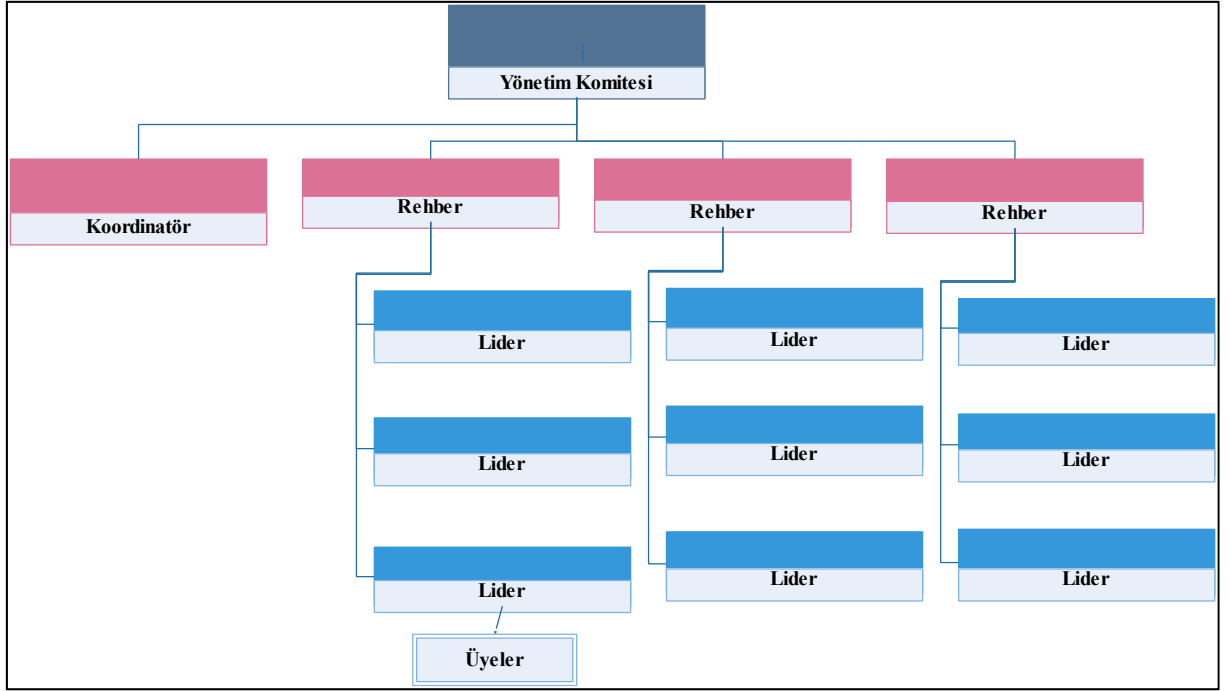 Yönetim Komitesi
Koordinatör
Rehber
Rehber
Rehber
Lider
Lider
Lider
Lider
Lider
Lider
Lider
Lider
Lider
Üyeler